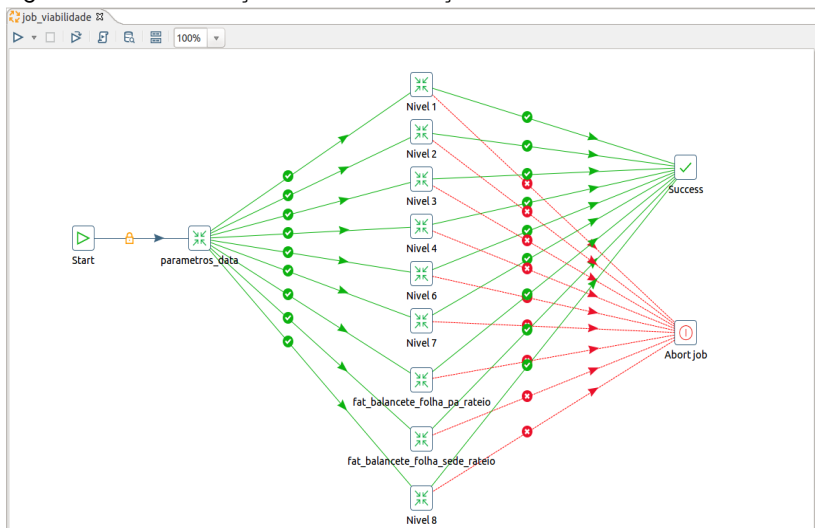 job_viabilidade
100%
Nivel 1
Nivel 2
Nivel 3
Success
Nivel 4
Start
parametros_data
Nivel 6
Nivel 7
Abort job
fat_balancete_folha_pa_rateio
fat_balancete_folha_sede_rateio
Nivel 8